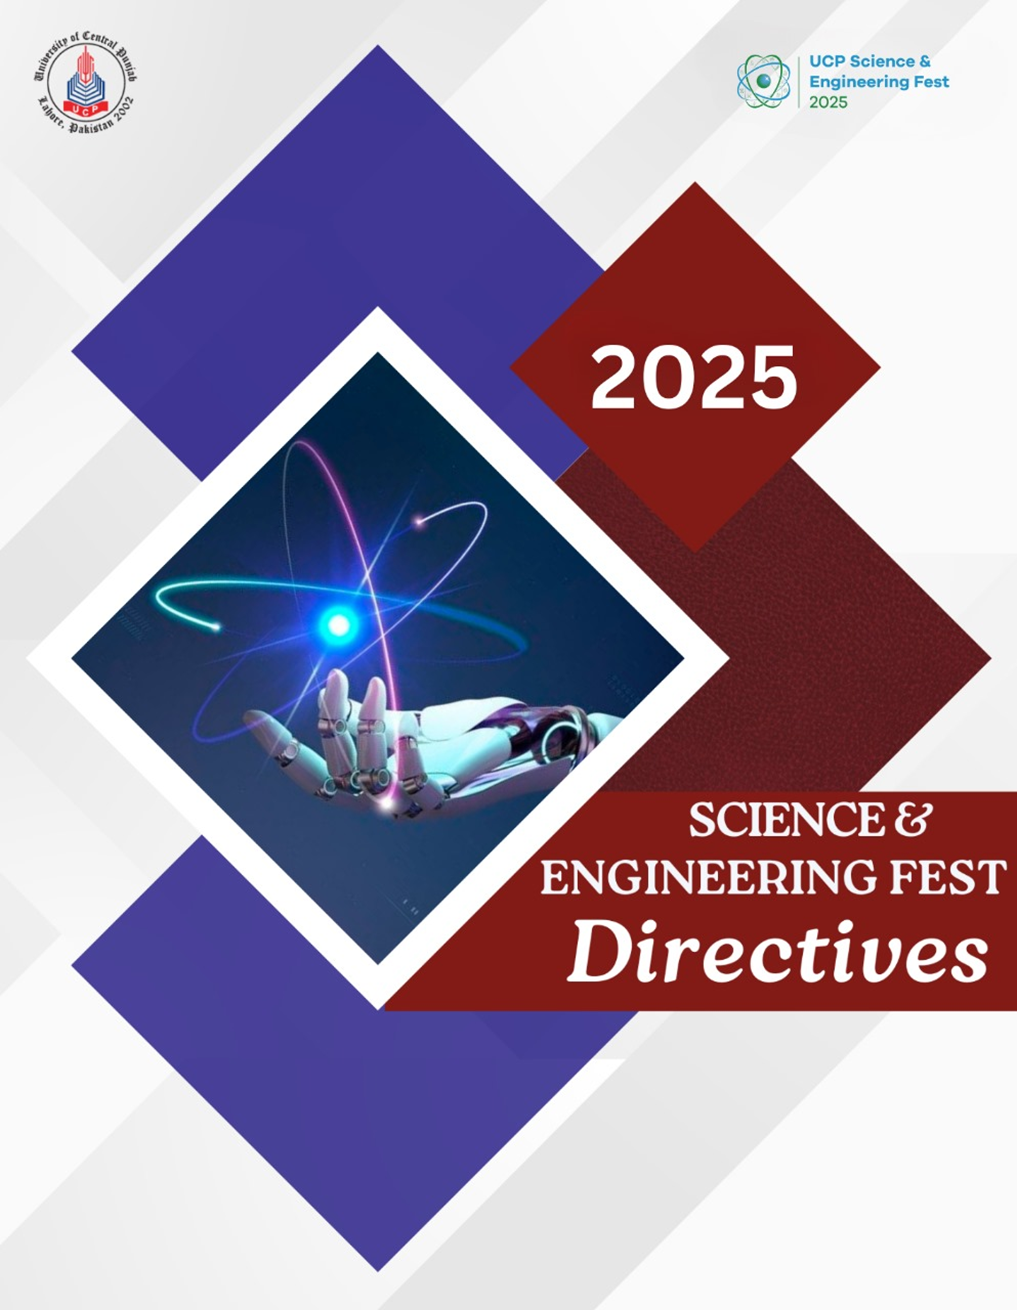 University of Central Punjab
Lahore, Pakistan 2002
UCP
UCP Science &
Engineering Fest
2025
2025
SCIENCE &
ENGINEERING FEST
Directives